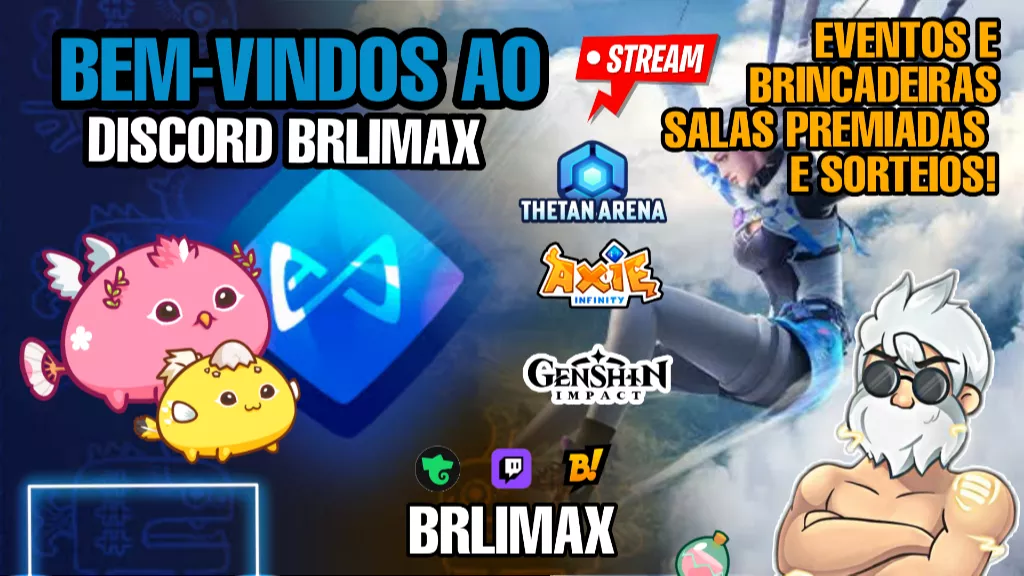 BEM-VINDOS AO
DISCORD BRLIMAX
STREAM
EVENTOS E
BRINCADEIRAS
SALAS PREMIADAS
E SORTEIOS!
THETAN ARENA
AXIE
INFINITY
GENSHIN
IMPACT
B!
BRLIMAX